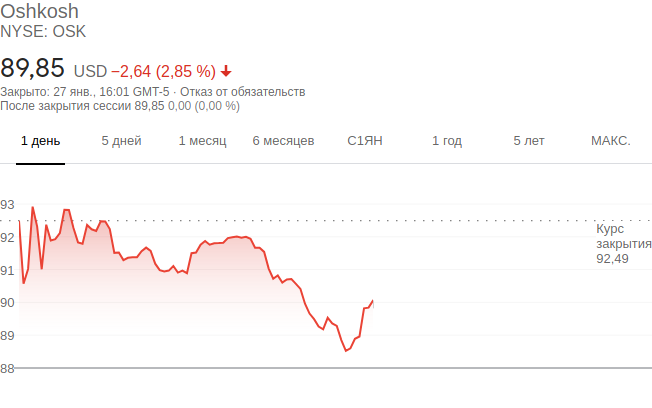 Oshkosh
NYSE: OSK
89,85 USD −2,64 (2,85 %)
Закрыто: 27 янв., 16:01 GMT-5 · Отказ от обязательств
После закрытия сессии 89,85 0,00 (0,00 %)
1 день 5 дней 1 месяц 6 месяцев С1ЯН 1 год 5 лет МАКС.
93
92
91
90
89
88
Курс
закрытия
92,49